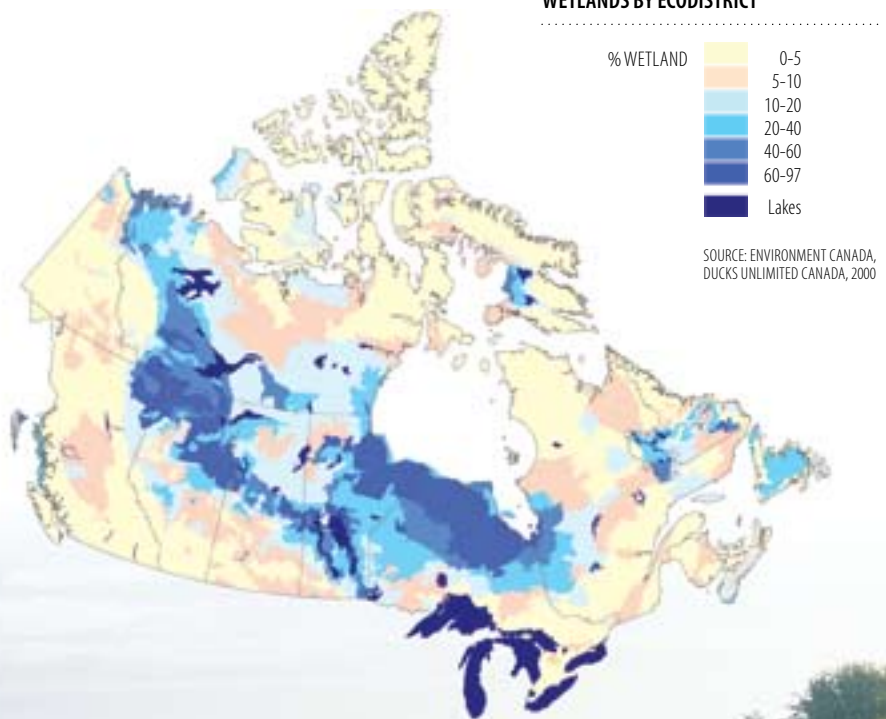 WETLANDS BY ECODISTRICT
% WETLAND
0-5
5-10
10-20
20-40
40-60
60-97
Lakes
SOURCE: ENVIRONMENT CANADA,
DUCKS UNLIMITED CANADA, 2000